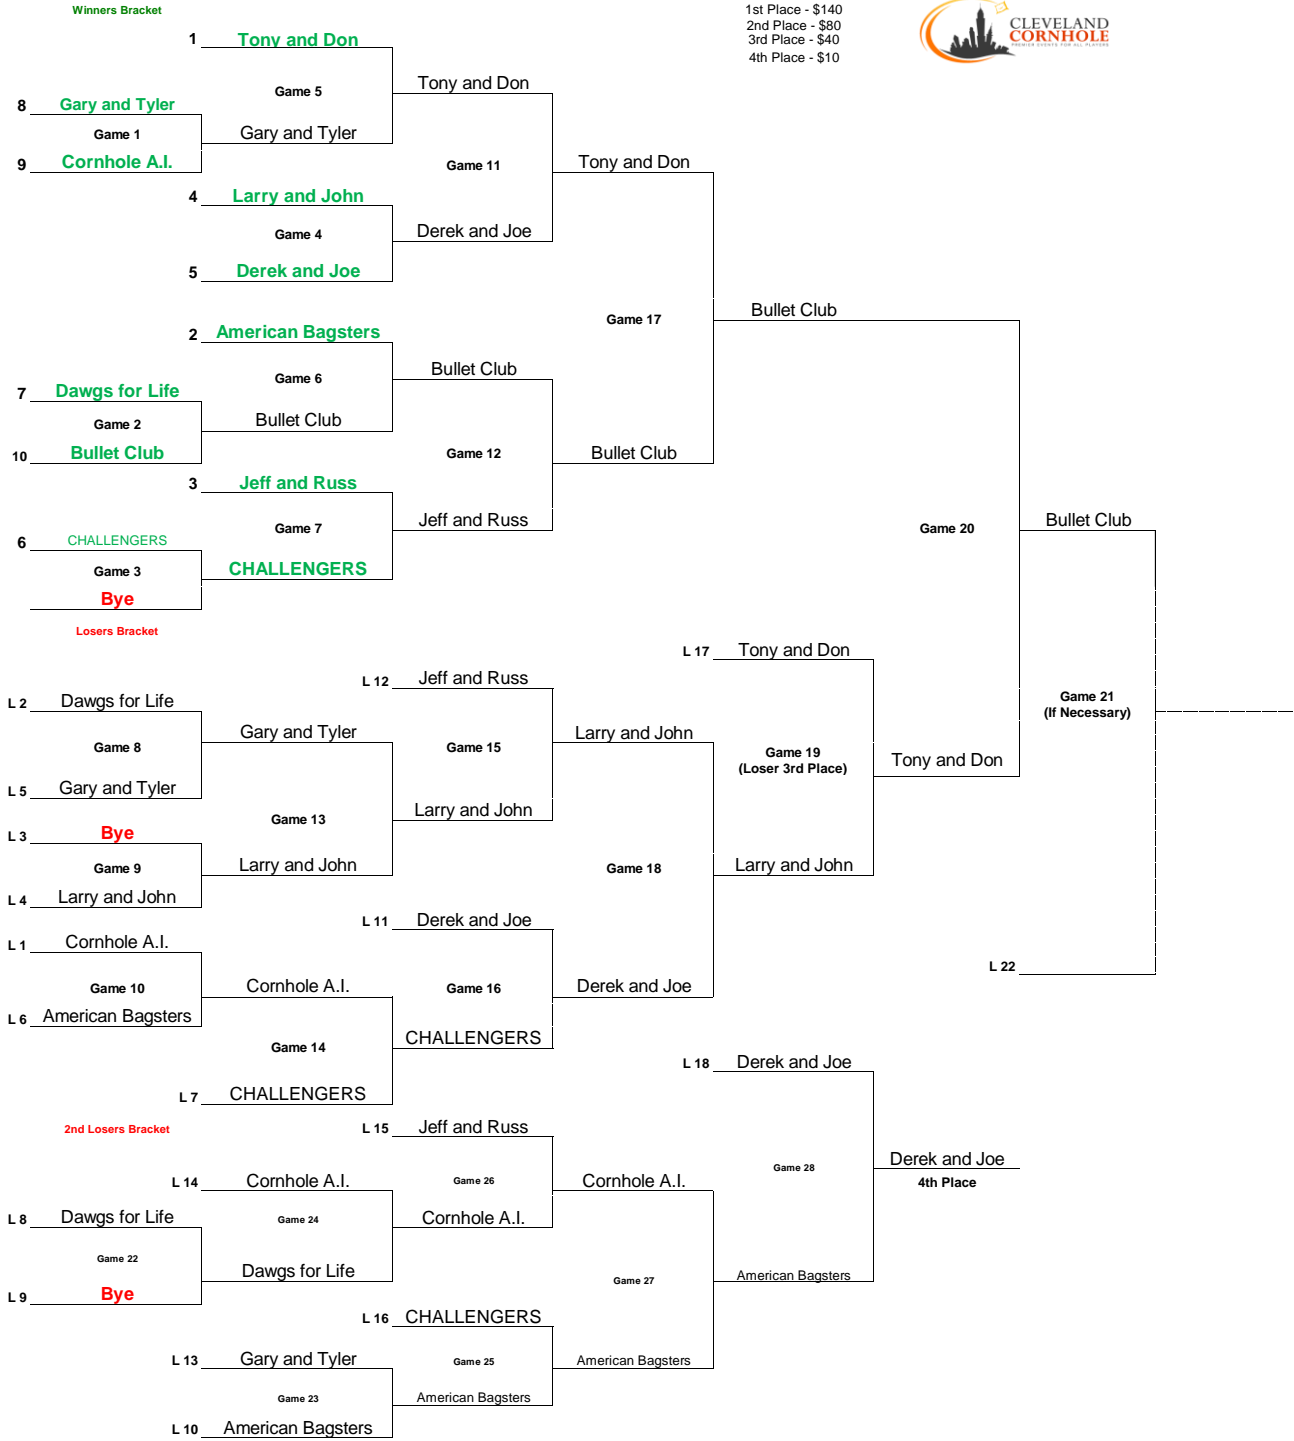 Winners Bracket
1st Place - $140
2nd Place - $80
3rd Place - $40
4th Place - $10
CLEVELAND
CORNHOLE
PREMIER EVENTS FOR ALL PLAYERS
1 Tony and Don
Game 5
Tony and Don
8 Gary and Tyler
Game 1
Gary and Tyler
9 Cornhole A.I.
Game 11
Tony and Don
4 Larry and John
Game 4
Derek and Joe
5 Derek and Joe
Game 17
Bullet Club
2 American Bagsters
Game 6
Bullet Club
7 Dawgs for Life
Game 2
Bullet Club
10 Bullet Club
Game 12
Bullet Club
3 Jeff and Russ
Game 7
Jeff and Russ
6 CHALLENGERS
Game 3
CHALLENGERS
Bye
Game 20
Bullet Club
Losers Bracket
L 17 Tony and Don
L 12 Jeff and Russ
L 2 Dawgs for Life
Game 8
Gary and Tyler
L 5 Gary and Tyler
Game 15
Larry and John
Game 19
(Loser 3rd Place)
Tony and Don
Game 21
(If Necessary)
L 3 Bye
Game 13
Larry and John
Game 9
Larry and John
L 4 Larry and John
Game 18
Larry and John
L 11 Derek and Joe
L 1 Cornhole A.I.
Game 10
Cornhole A.I.
L 6 American Bagsters
Game 16
Derek and Joe
L 22
Game 14
CHALLENGERS
L 7 CHALLENGERS
L 18 Derek and Joe
2nd Losers Bracket
L 15 Jeff and Russ
Game 28
Derek and Joe
4th Place
L 14 Cornhole A.I.
Game 26
Cornhole A.I.
L 8 Dawgs for Life
Game 24
Cornhole A.I.
Game 22
Dawgs for Life
L 9 Bye
Game 27
American Bagsters
L 16 CHALLENGERS
L 13 Gary and Tyler
Game 25
American Bagsters
Game 23
American Bagsters
L 10 American Bagsters